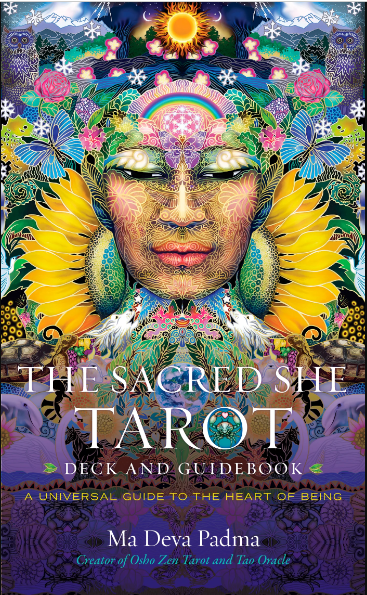 THE SACRED SHE
TAROT
DECK AND GUIDEBOOK
A UNIVERSAL GUIDE TO THE HEART OF BEING
Ma Deva Padma
Creator of Osho Zen Tarot and Tao Oracle